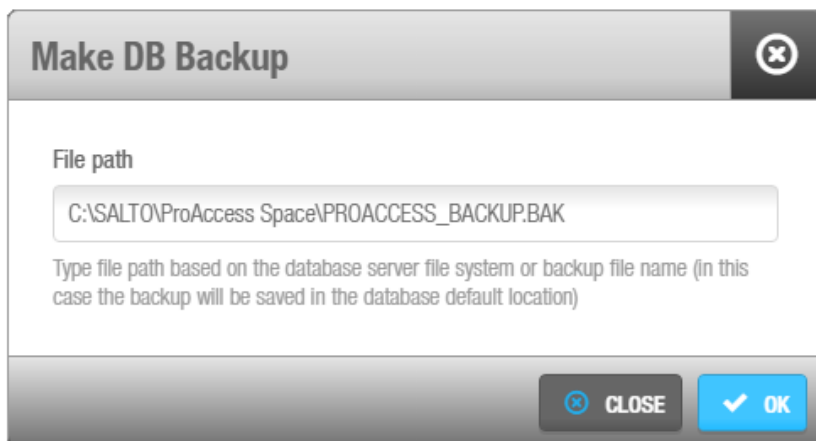 Make DB Backup
File path
C:\SALTO\ProAccess Space\PROACCESS_BACKUP.BAK
Type file path based on the database server file system or backup file name (in this
case the backup will be saved in the database default location)
CLOSE
OK